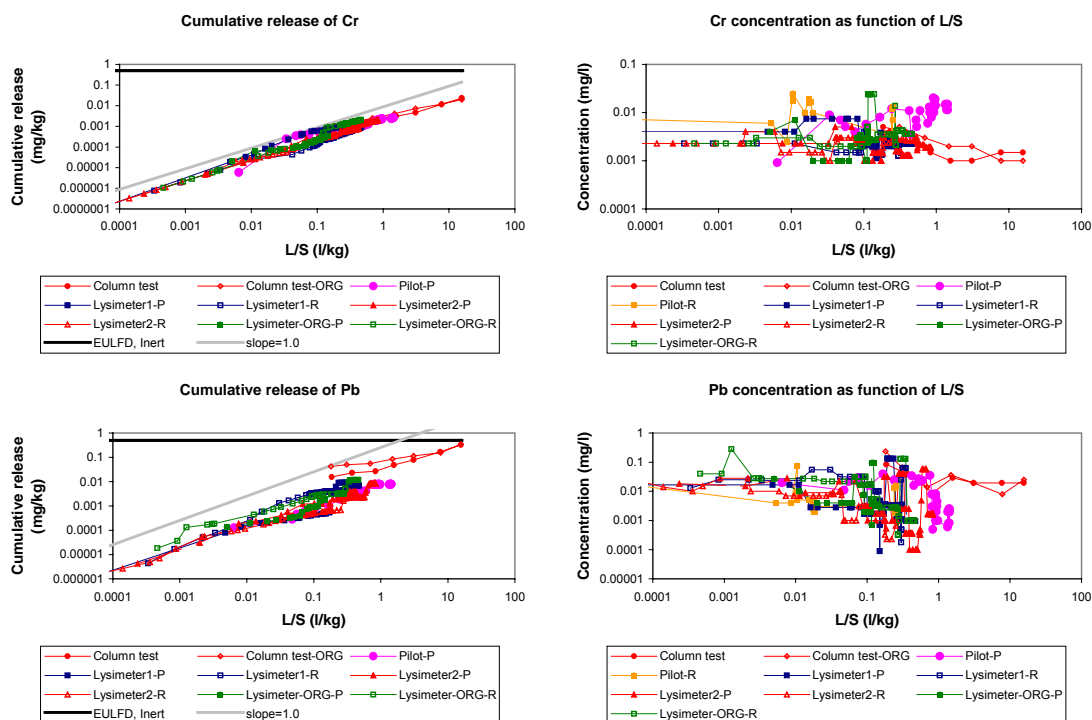 Cumulative release of Cr
Cumulative release
(mg/kg)
1
0.1
0.01
0.001
0.0001
0.00001
0.000001
0.0000001
0.0001 0.001 0.01 0.1 1 10 100
L/S (l/kg)
Column test Column test-ORG Pilot-P
Lysimeter1-P Lysimeter1-R Lysimeter2-P
Lysimeter2-R Lysimeter-ORG-P Lysimeter-ORG-R
EULFD, Inert slope=1.0
Cr concentration as function of L/S
Concentration (mg/l)
0.1
0.01
0.001
0.0001
0.0001 0.001 0.01 0.1 1 10 100
L/S (l/kg)
Column test Column test-ORG Pilot-P
Pilot-R Lysimeter1-P Lysimeter1-R
Lysimeter2-P Lysimeter2-R Lysimeter-ORG-P
Lysimeter-ORG-R
Cumulative release of Pb
Cumulative release
(mg/kg)
1
0.1
0.01
0.001
0.0001
0.00001
0.000001
0.0001 0.001 0.01 0.1 1 10 100
L/S (l/kg)
Column test Column test-ORG Pilot-P
Lysimeter1-P Lysimeter1-R Lysimeter2-P
Lysimeter2-R Lysimeter-ORG-P Lysimeter-ORG-R
EULFD, Inert slope=1.0
Pb concentration as function of L/S
Concentration (mg/l)
1
0.1
0.01
0.001
0.0001
0.00001
0.0001 0.001 0.01 0.1 1 10 100
L/S (l/kg)
Column test Column test-ORG Pilot-P
Pilot-R Lysimeter1-P Lysimeter1-R
Lysimeter2-P Lysimeter2-R Lysimeter-ORG-P
Lysimeter-ORG-R